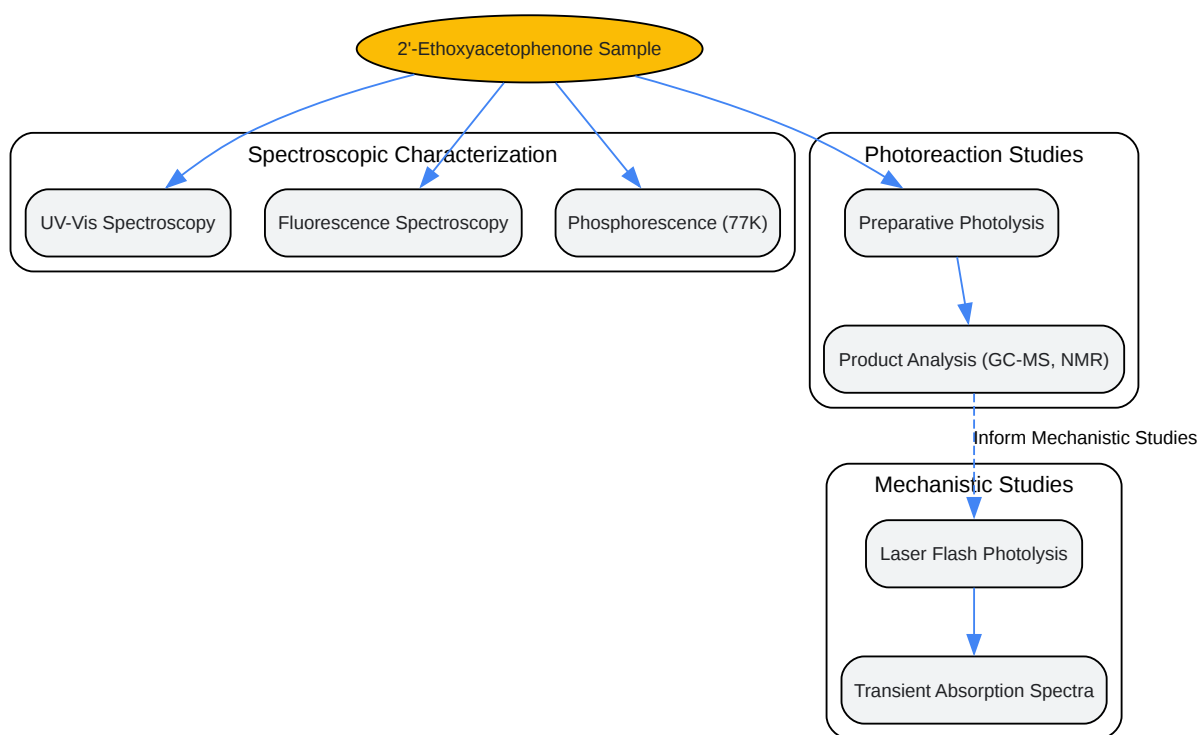 2'-Ethoxyacetophenone Sample
Spectroscopic Characterization
Photoreaction Studies
UV-Vis Spectroscopy
Fluorescence Spectroscopy
Phosphorescence (77K)
Preparative Photolysis
Product Analysis (GC-MS, NMR)
Inform Mechanistic Studies
Mechanistic Studies
Laser Flash Photolysis
Transient Absorption Spectra